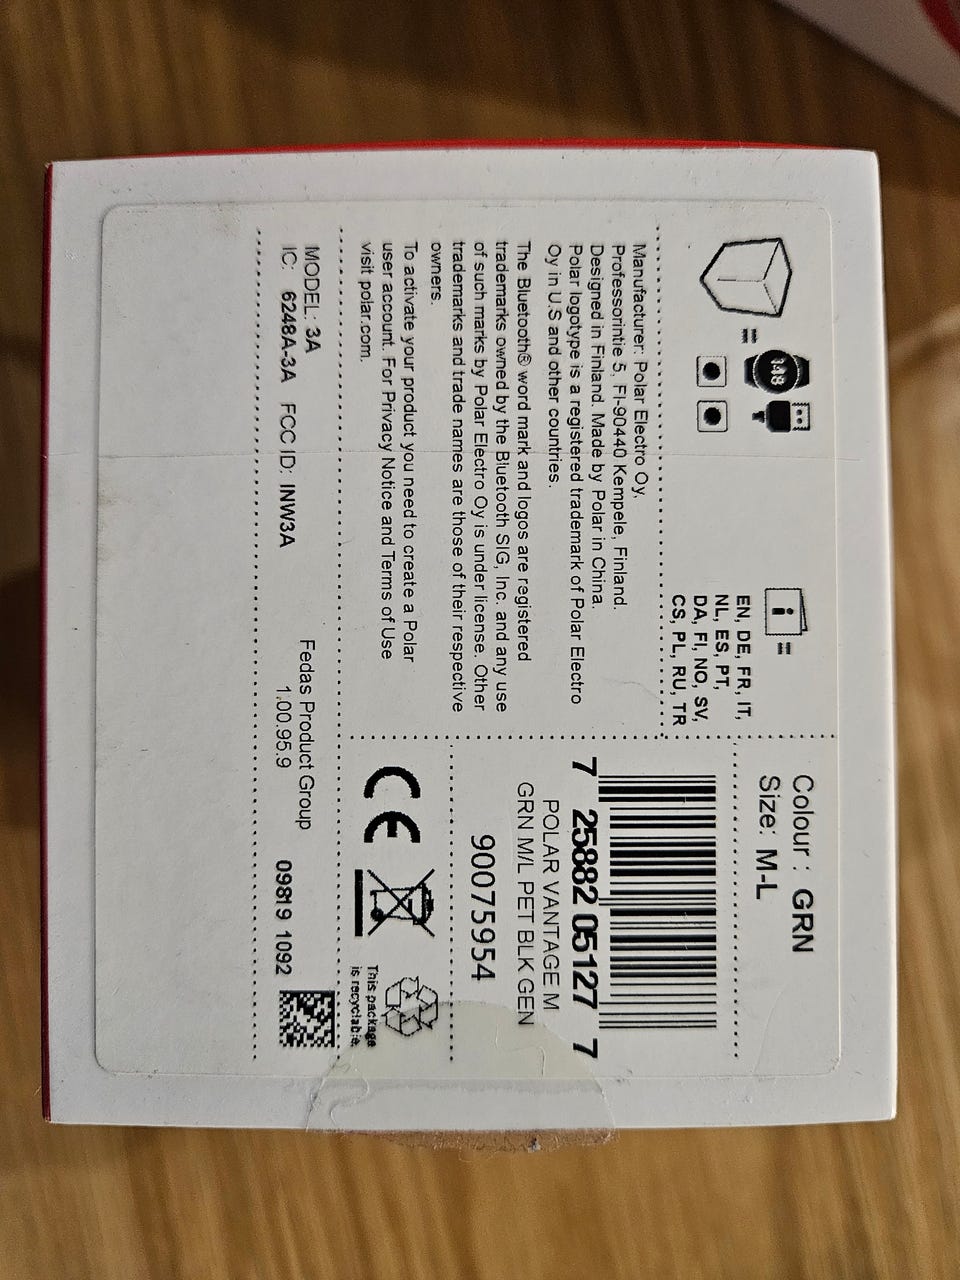 148
=
i =
EN, DE, FR, IT,
NL, ES, PT,
DA, FI, NO, SV,
CS, PL, RU, TR
Colour : GRN
Size: M-L
Manufacturer: Polar Electro Oy,
Professorintie 5, FI-90440 Kempele, Finland.
Designed in Finland. Made by Polar in China.
Polar logotype is a registered trademark of Polar Electro
Oy in U.S and other countries.
The Bluetooth® word mark and logos are registered
trademarks owned by the Bluetooth SIG, Inc. and any use
of such marks by Polar Electro Oy is under license. Other
trademarks and trade names are those of their respective
owners.
To activate your product you need to create a Polar
user account. For Privacy Notice and Terms of Use
visit polar.com.
7 25882 05127 7
POLAR VANTAGE M
GRN M/L PET BLK GEN
90075954
CE
This package
is recyclable.
MODEL: 3A
IC: 6248A-3A FCC ID: INW3A
Fedas Product Group
1.00.95.9
09819 1092